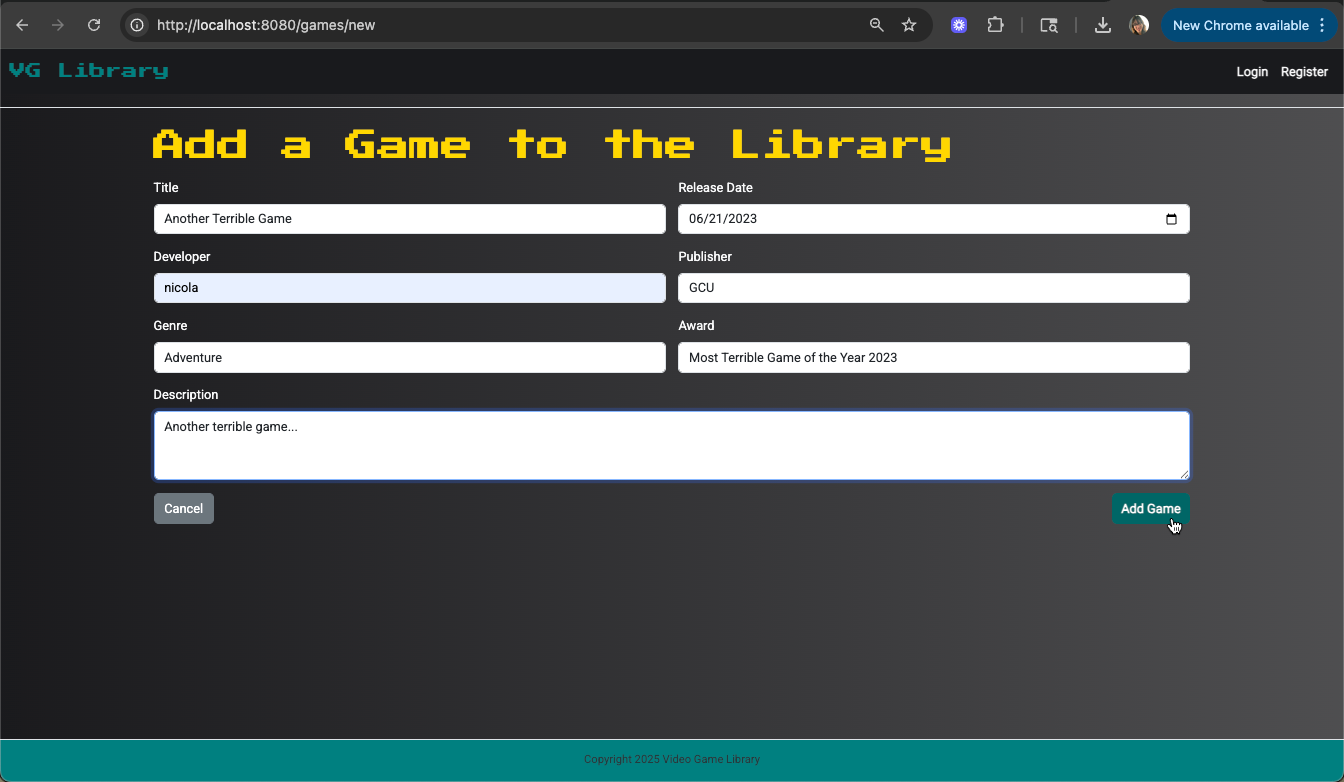 http://localhost:8080/games/new
New Chrome available
VG Library
Login Register
Add a Game to the Library
Title
Release Date
Another Terrible Game
06/21/2023
Developer
Publisher
nicola
GCU
Genre
Award
Adventure
Most Terrible Game of the Year 2023
Description
Another terrible game...
Cancel
Add Game
Copyright 2025 Video Game Library